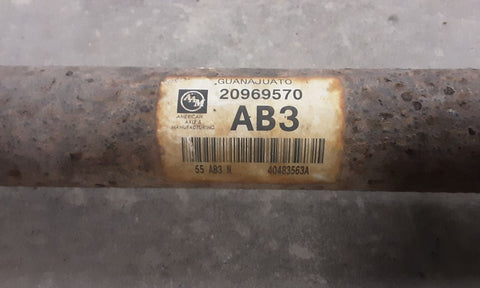 GUANAJUATO
20969570
AMERICAN
AXLE &
MANUFACTURING
AB3
55 AB3 N 40483563A